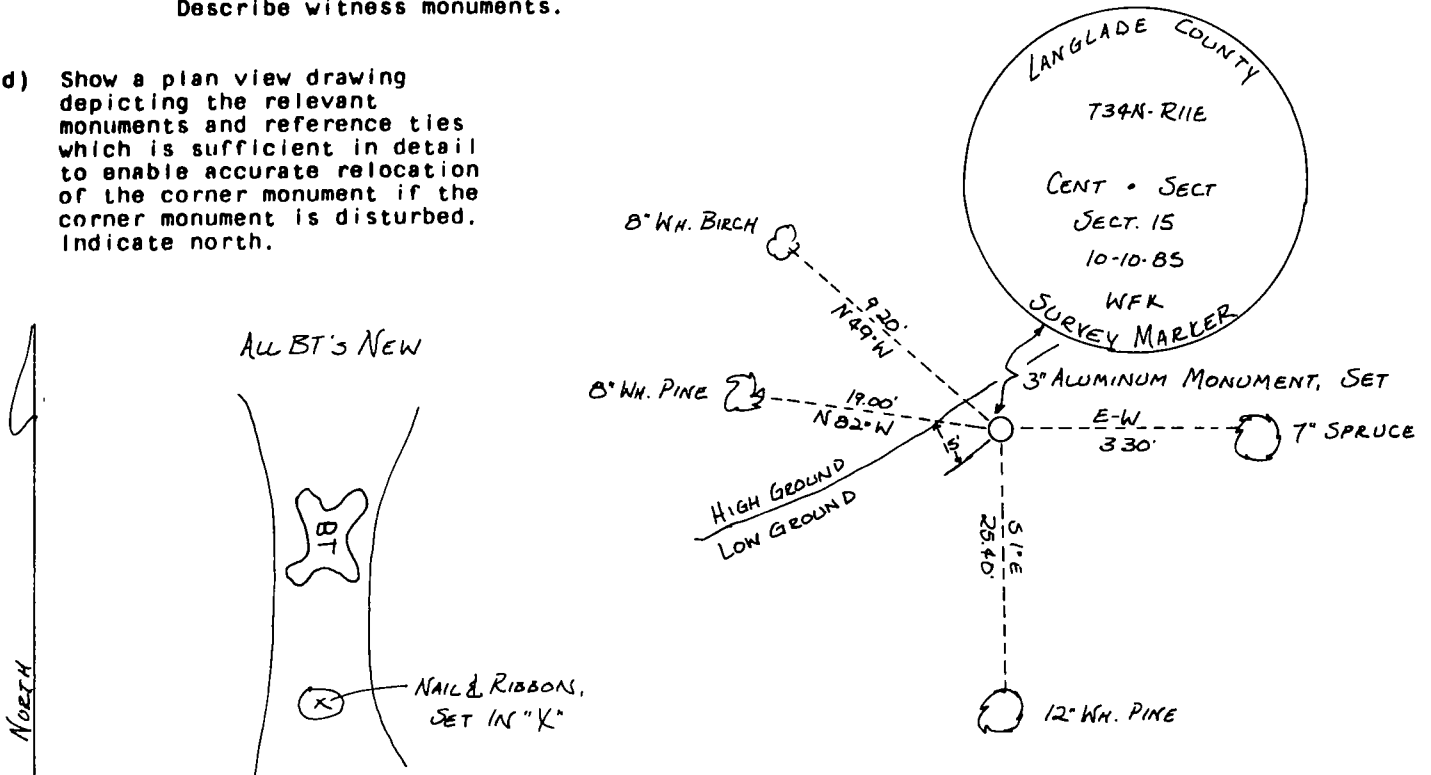 Describe witness monuments.
d) Show a plan view drawing
depicting the relevant
monuments and reference ties
which is sufficient in detail
to enable accurate relocation
of the corner monument if the
corner monument is disturbed.
Indicate north.
LANGLADE COUNTY
T34N-R11E
CENT • SECT
SECT. 15
10-10-85
WFK
SURVEY MARKER
8" WH. BIRCH
9.20'
N49°W
ALL BT'S NEW
3" ALUMINUM MONUMENT, SET
8" WH. PINE
19.00'
N82°W
E-W
3.30'
7" SPRUCE
15'
HIGH GROUND
LOW GROUND
S1°E
25.40'
BT
NAIL & RIBBON,
SET IN "X"
X
12" WH. PINE
NORTH